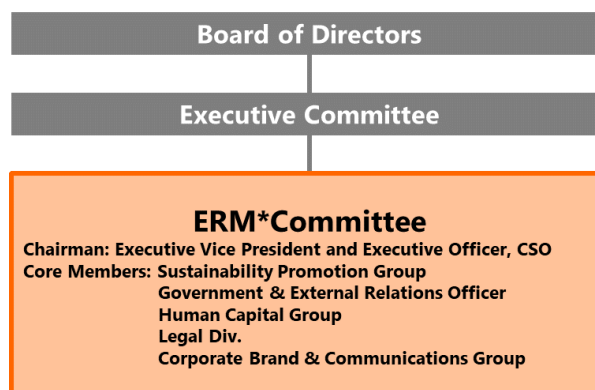 Board of Directors
Executive Committee
ERM*Committee
Chairman: Executive Vice President and Executive Officer, CSO
Core Members: Sustainability Promotion Group
Government & External Relations Officer
Human Capital Group
Legal Div.
Corporate Brand & Communications Group